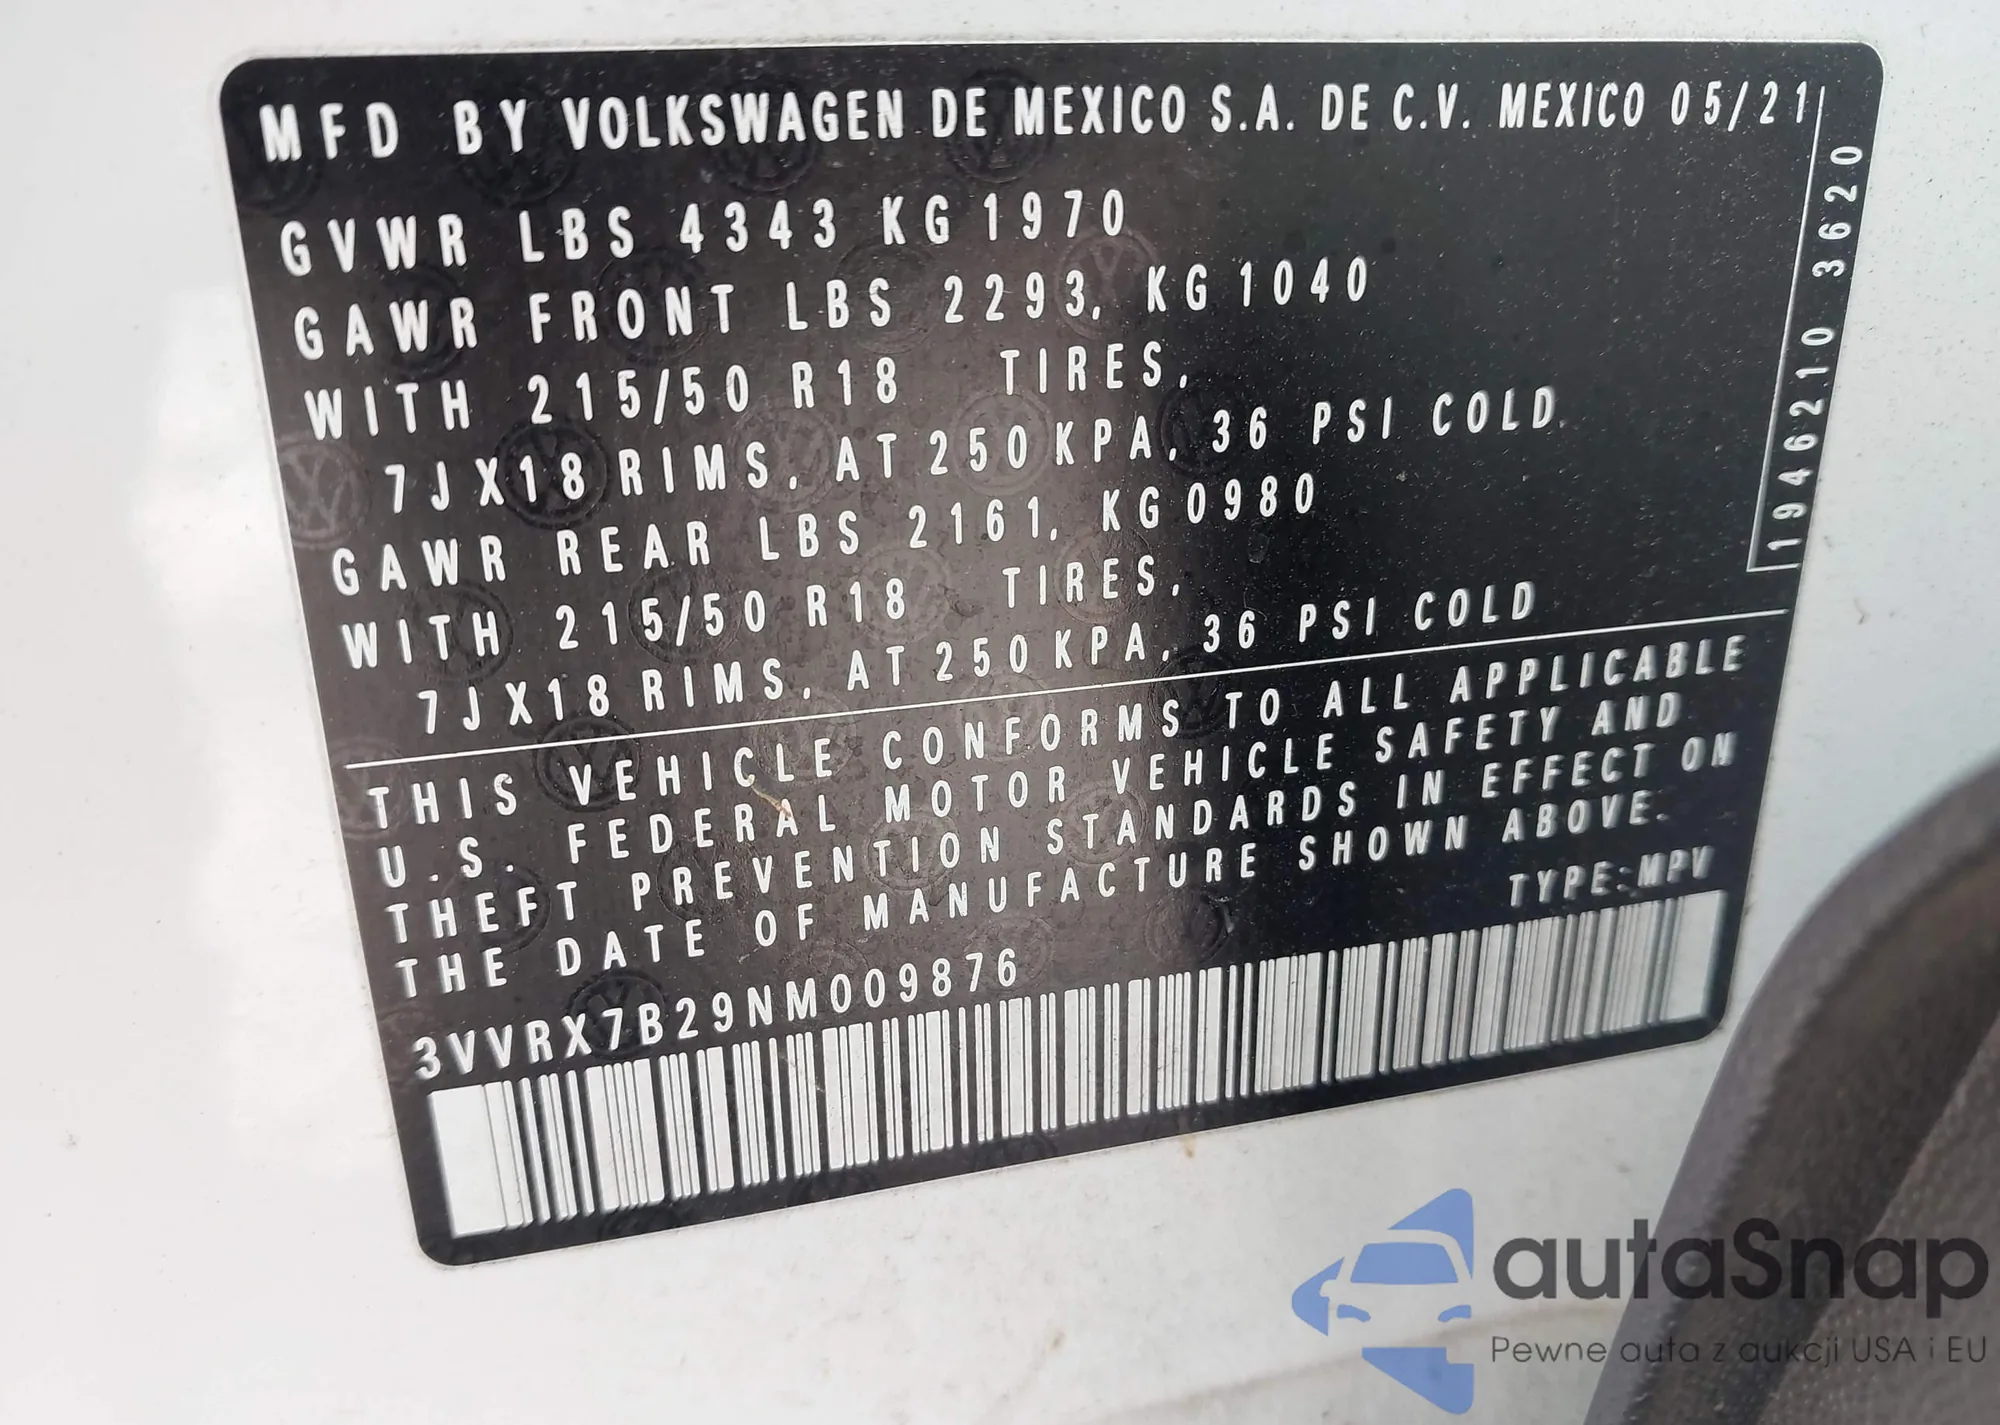 MFD BY VOLKSWAGEN DE MEXICO S.A. DE C.V. MEXICO 05/21
GVWR LBS 4343 KG 1970
GAWR FRONT LBS 2293, KG 1040
WITH 215/50 R18 TIRES,
7JX18 RIMS, AT 250 KPA, 36 PSI COLD
GAWR REAR LBS 2161, KG 0980
WITH 215/50 R18 TIRES,
7JX18 RIMS, AT 250 KPA, 36 PSI COLD
1946210 3620
THIS VEHICLE CONFORMS TO ALL APPLICABLE
U.S. FEDERAL MOTOR VEHICLE SAFETY AND
THEFT PREVENTION STANDARDS IN EFFECT ON
THE DATE OF MANUFACTURE SHOWN ABOVE.
TYPE: MPV
3VVRX7B29NM009876
autaSnap
Pewne auta z aukcji USA i EU